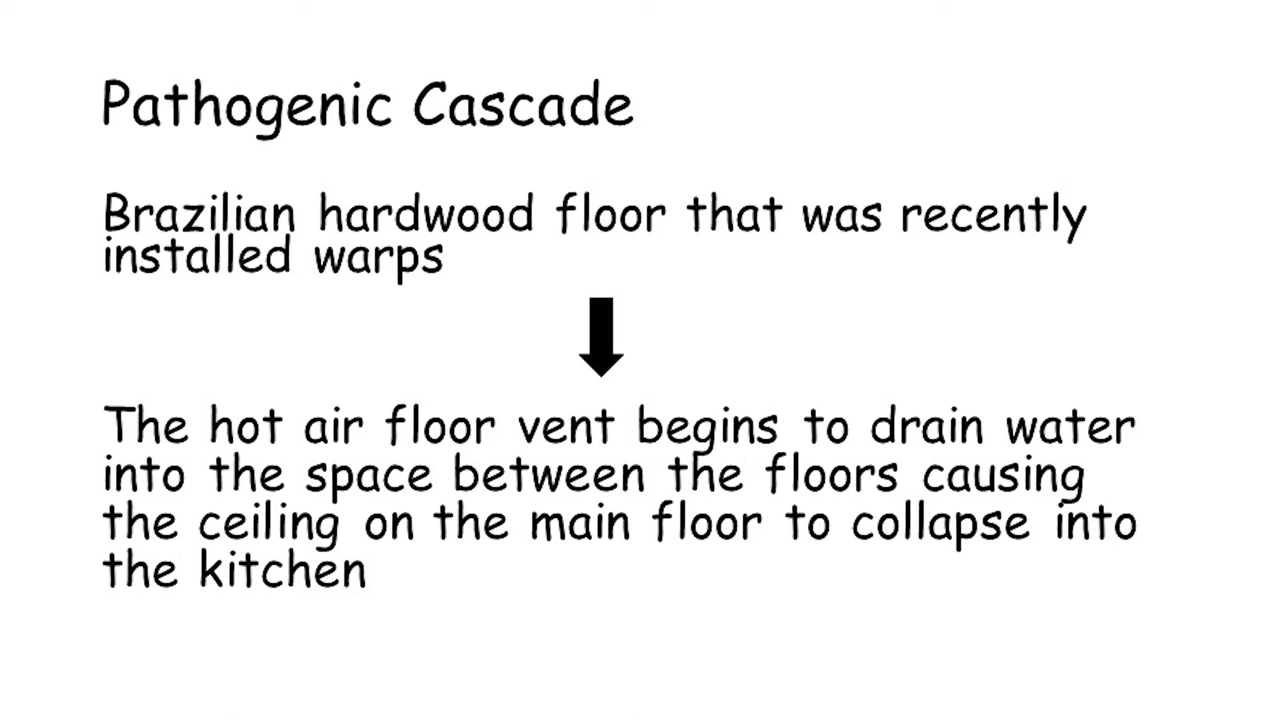 Pathogenic Cascade
Brazilian hardwood floor that was recently
installed warps
The hot air floor vent begins to drain water
into the space between the floors causing
the ceiling on the main floor to collapse into
the kitchen